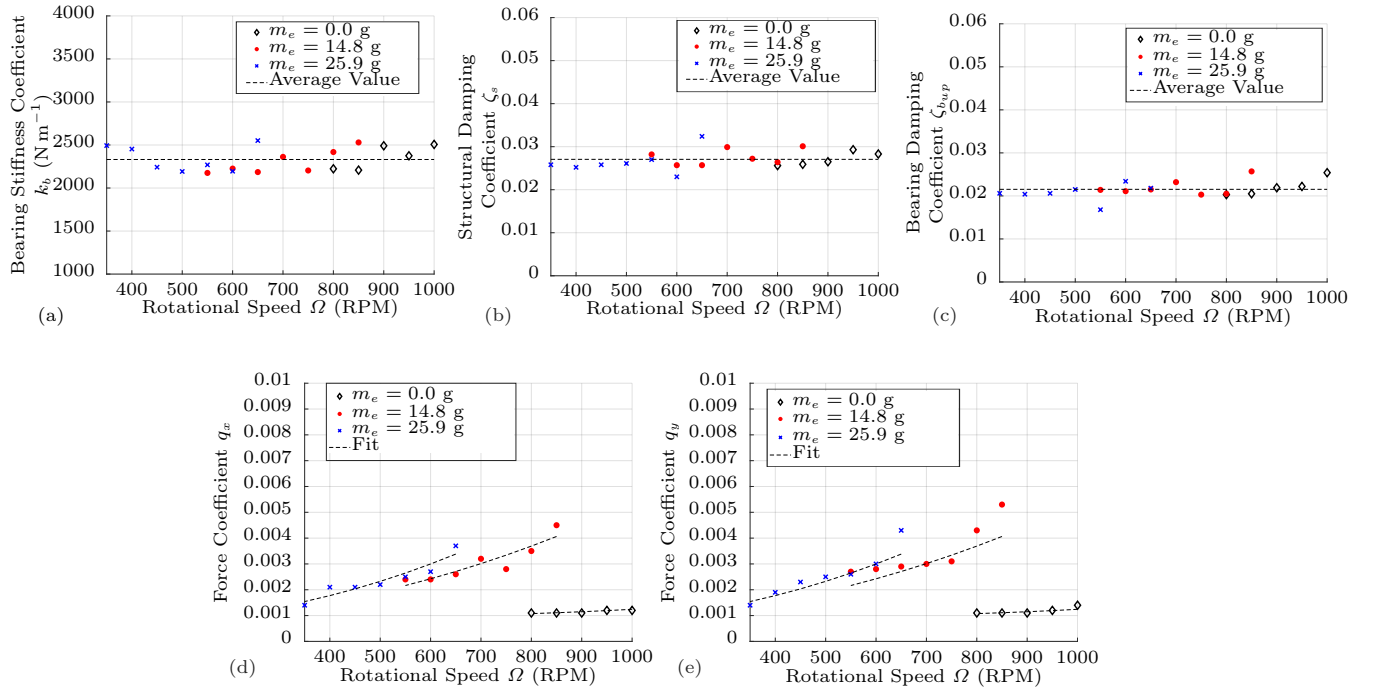 Bearing Stiffness Coefficient
k_b (N m⁻¹)
4000
3500
3000
2500
2000
1500
1000
m_e = 0.0 g
m_e = 14.8 g
m_e = 25.9 g
Average Value
400 500 600 700 800 900 1000
Rotational Speed Ω (RPM)
(a)
Structural Damping
Coefficient ζ_s
0.06
0.05
0.04
0.03
0.02
0.01
0
m_e = 0.0 g
m_e = 14.8 g
m_e = 25.9 g
Average Value
400 500 600 700 800 900 1000
Rotational Speed Ω (RPM)
(b)
Bearing Damping
Coefficient ζ_{bup}
0.06
0.05
0.04
0.03
0.02
0.01
0
m_e = 0.0 g
m_e = 14.8 g
m_e = 25.9 g
Average Value
400 500 600 700 800 900 1000
Rotational Speed Ω (RPM)
(c)
Force Coefficient q_x
0.01
0.009
0.008
0.007
0.006
0.005
0.004
0.003
0.002
0.001
0
m_e = 0.0 g
m_e = 14.8 g
m_e = 25.9 g
Fit
400 500 600 700 800 900 1000
Rotational Speed Ω (RPM)
(d)
Force Coefficient q_y
0.01
0.009
0.008
0.007
0.006
0.005
0.004
0.003
0.002
0.001
0
m_e = 0.0 g
m_e = 14.8 g
m_e = 25.9 g
Fit
400 500 600 700 800 900 1000
Rotational Speed Ω (RPM)
(e)